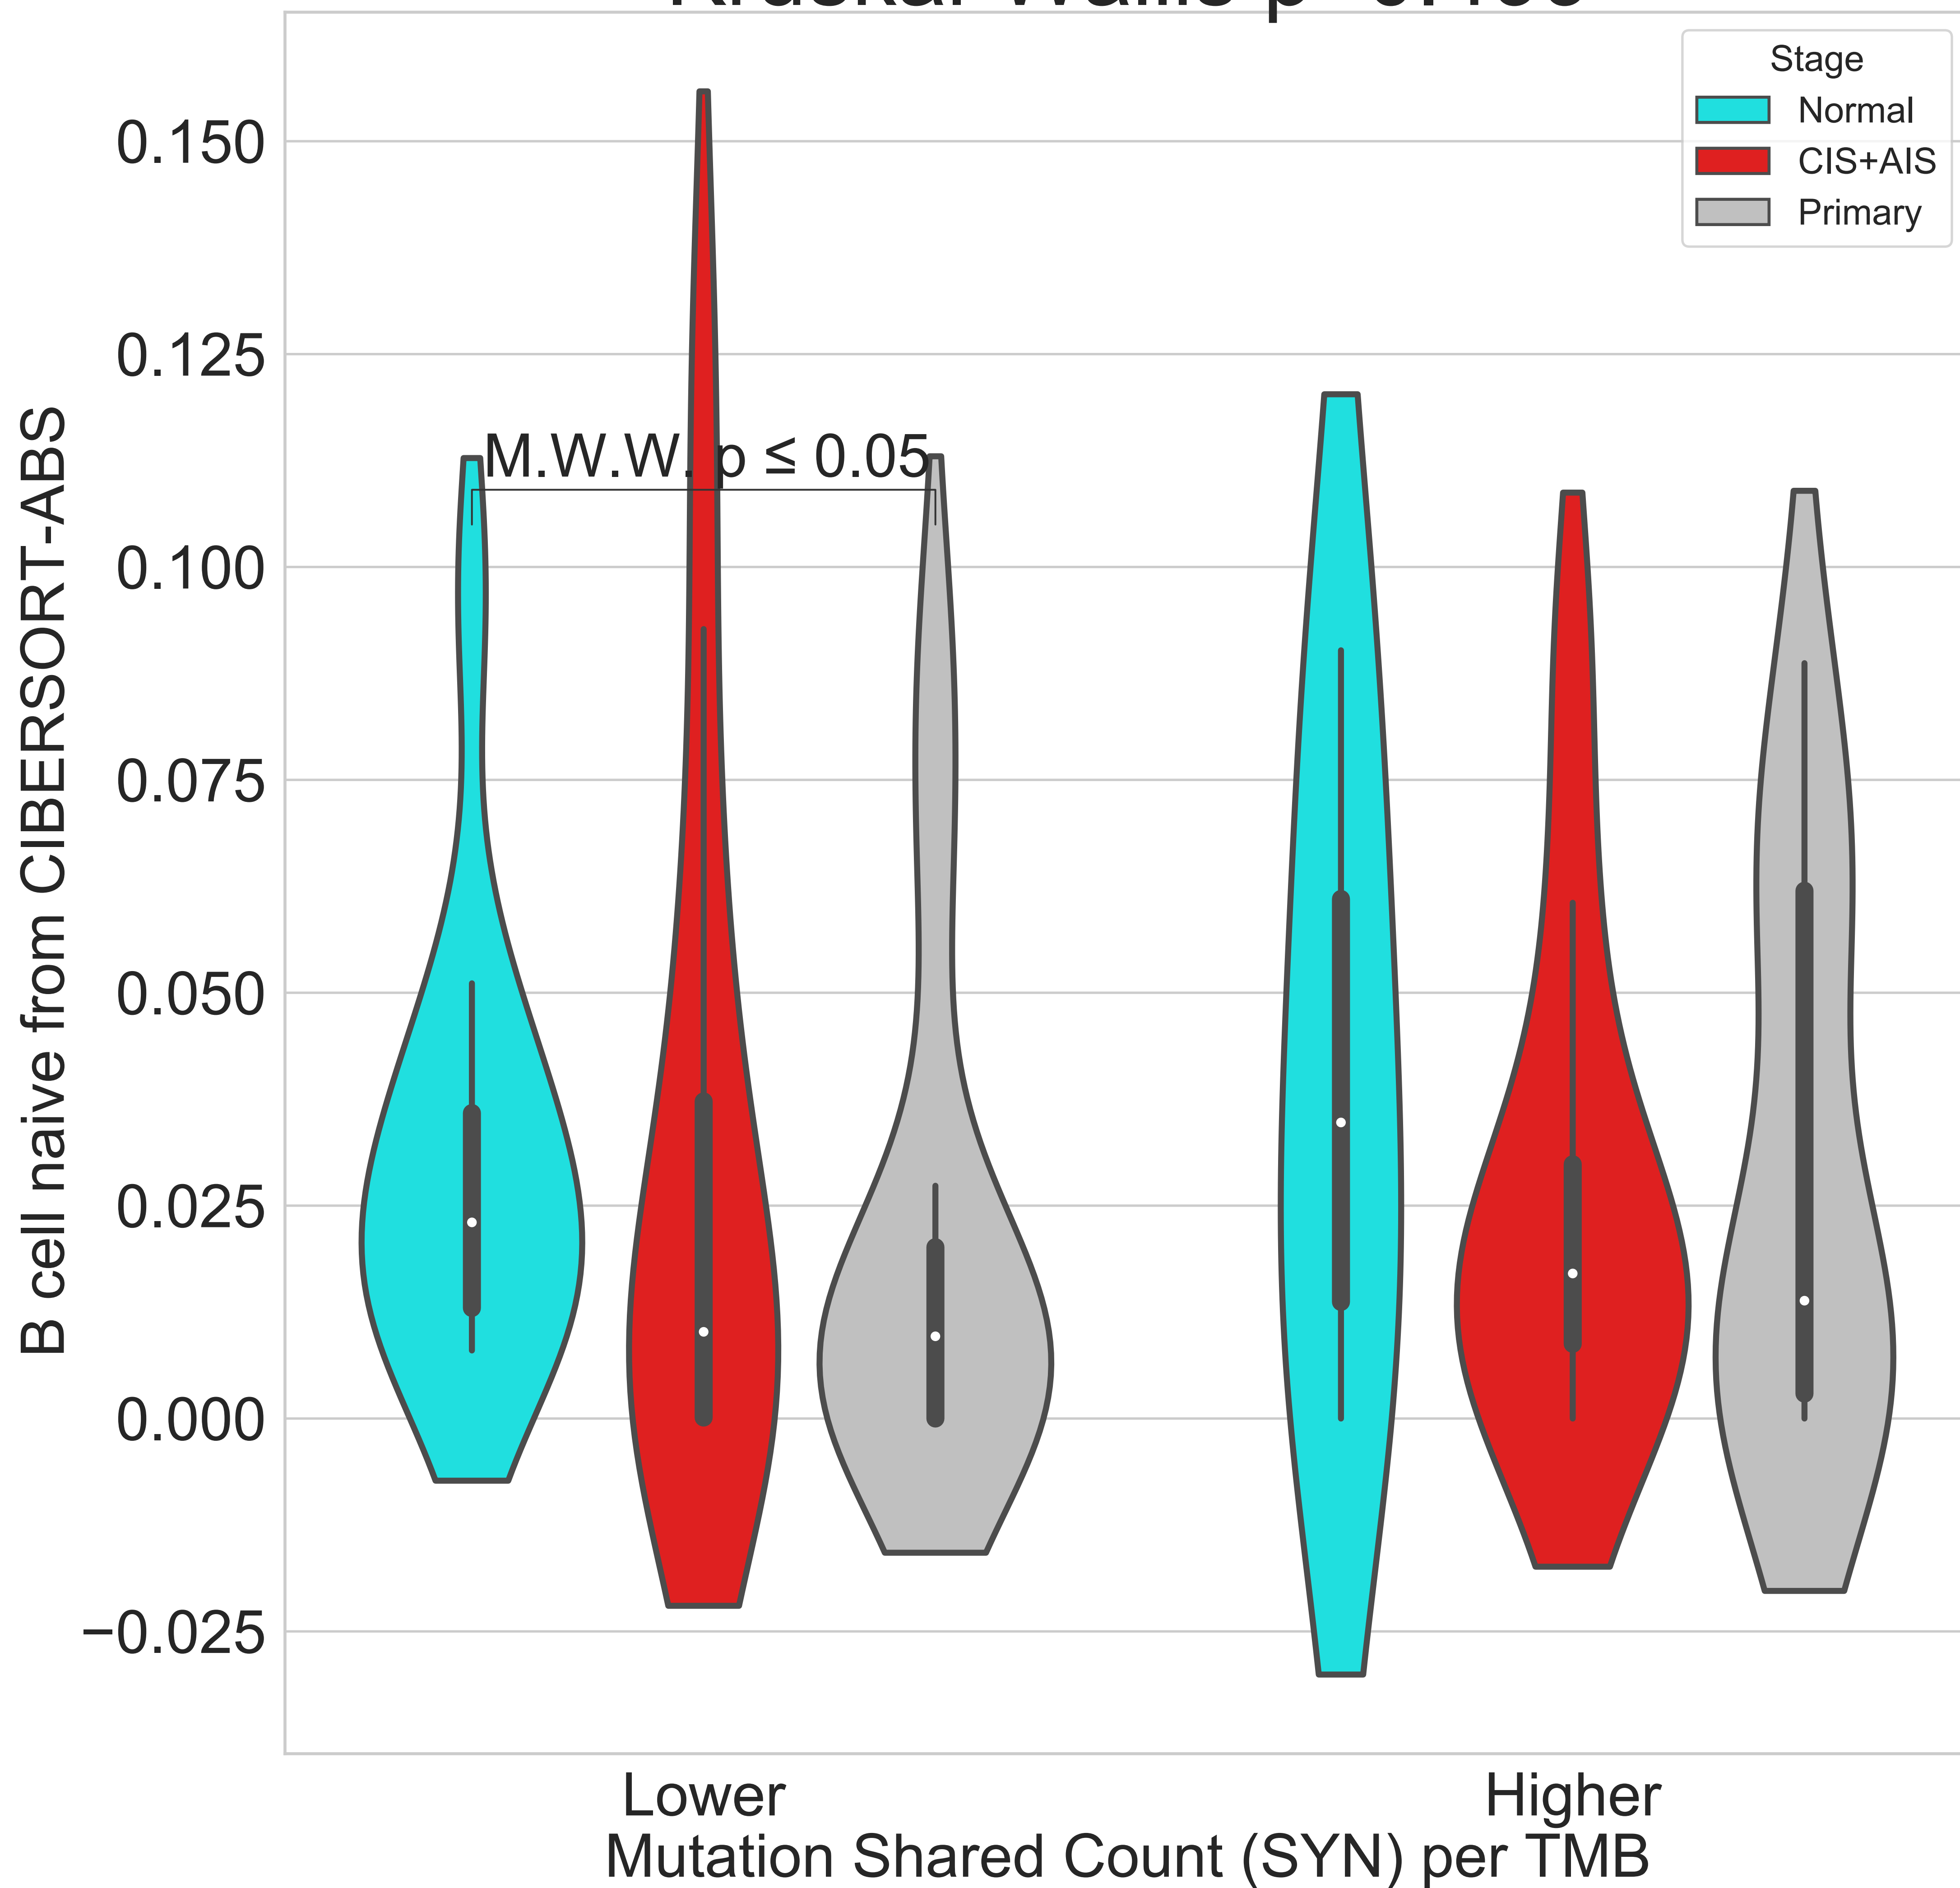 Stage
Normal
CIS+AIS
Primary
0.150
0.125
0.100
0.075
0.050
0.025
0.000
−0.025
B cell naive from CIBERSORT-ABS
M.W.W. p ≤ 0.05
Lower
Higher
Mutation Shared Count (SYN) per TMB